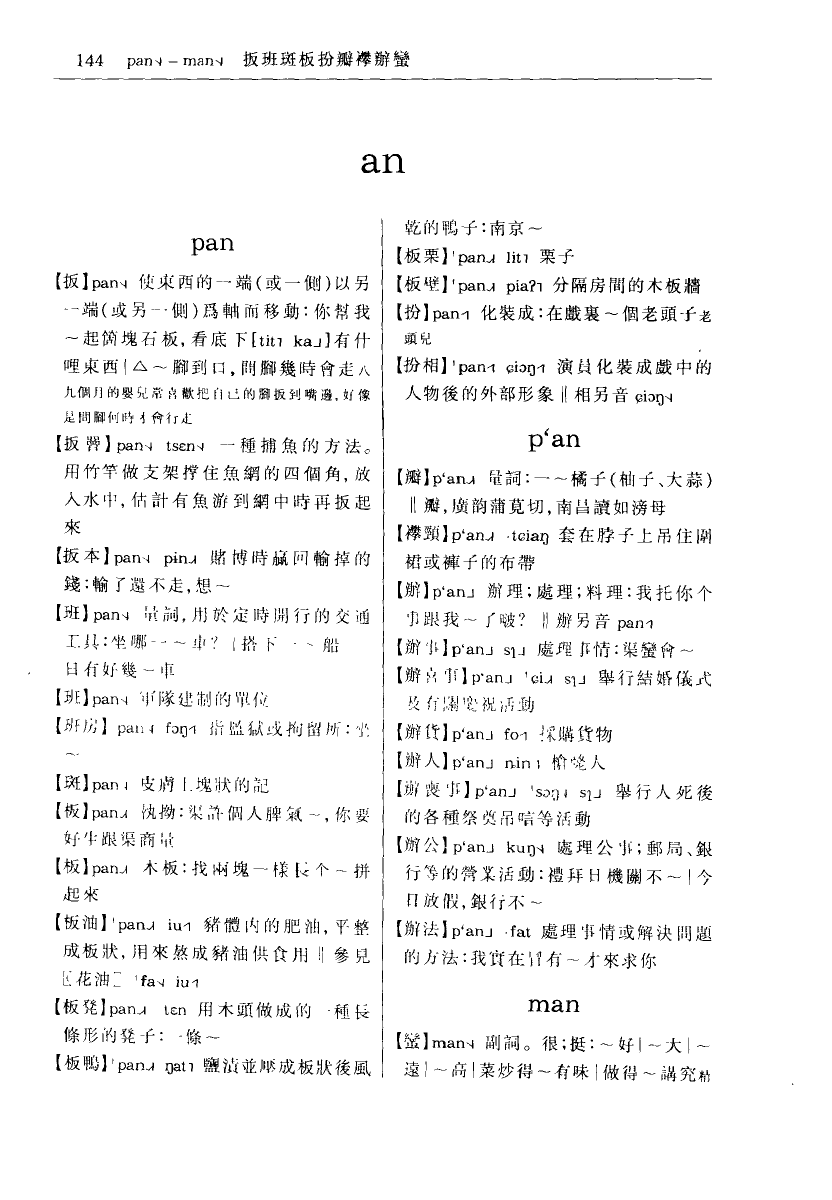 144 pan˧ – man˧ 扳班斑板扮瓣襻辦蠻
an
pan
【扳】pan 使東西的一端(或一側)以另
一端(或另一側)爲軸而移動:你幫我
～起箇塊石板,看底下[tit ka]有什
哩東西|△～腳到口,問腳幾時會走八
九個月的嬰兒常喜歡把自己的腳扳到嘴邊,好像
是問腳何時才會行走
【扳罾】pan tsɛn 一種捕魚的方法。
用竹竿做支架撑住魚網的四個角,放
入水中,估計有魚游到網中時再扳起
來
【扳本】pan pin 賭博時贏回輸掉的
錢:輸了還不走,想～
【班】pan 量詞,用於定時開行的交通
工具:坐哪一～車?|搭下一～船
日有好幾～車
【班】pan 軍隊建制的單位
【班房】pan fɔŋ 指監獄或拘留所:坐
～
【斑】pan 皮膚上塊狀的記
【板】pan 執拗:渠許個人脾氣～,你要
好生跟渠商量
【板】pan 木板:找兩塊一樣長个～拼
起來
【板油】'pan iu 豬體内的肥油,平整
成板狀,用來熬成豬油供食用‖參見
【花油】'fa iu
【板凳】pan tɛn 用木頭做成的一種長
條形的凳子:一條～
【板鴨】'pan ŋat 鹽漬並壓成板狀後風
乾的鴨子:南京～
【板栗】'pan lit 栗子
【板壁】'pan piaʔ 分隔房間的木板牆
【扮】pan 化裝成:在戲裏～個老頭子老
頭兒
【扮相】'pan ɕiɔŋ 演員化裝成戲中的
人物後的外部形象‖相另音 ɕiɔŋ
p‘an
【瓣】p‘an 量詞:一～橘子(柚子、大蒜)
‖瓣,廣韵蒲莧切,南昌讀如滂母
【襻頸】p‘an ·tɕiaŋ 套在脖子上吊住圍
裙或褲子的布帶
【辦】p‘an 辦理;處理;料理:我托你个
事跟我～了啵?‖辦另音 pan
【辦事】p‘an sɿ 處理事情:渠蠻會～
【辦喜事】p‘an 'ɕi sɿ 舉行結婚儀式
及有關慶祝活動
【辦貨】p‘an fo 採購貨物
【辦人】p‘an ȵin 槍斃人
【辦喪事】p‘an 'sɔŋ sɿ 舉行人死後
的各種祭奠吊唁等活動
【辦公】p‘an kuŋ 處理公事;郵局、銀
行等的營業活動:禮拜日機關不～|今
日放假,銀行不～
【辦法】p‘an ·fat 處理事情或解決問題
的方法:我實在冒有～才來求你
man
【蠻】man 副詞。很;挺:～好|～大|～
遠|～高|菜炒得～有味|做得～講究精